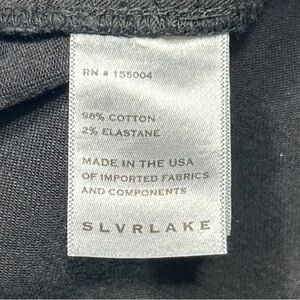 RN # 155004
98% COTTON
2% ELASTANE
MADE IN THE USA
OF IMPORTED FABRICS
AND COMPONENTS
SLVRLAKE